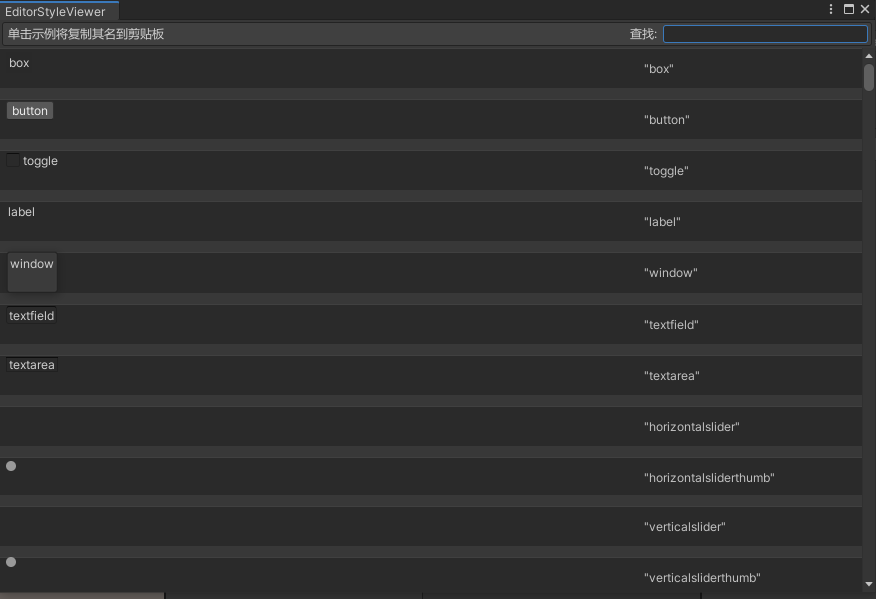 EditorStyleViewer
单击示例将复制其名到剪贴板 查找:
box "box"
button "button"
toggle "toggle"
label "label"
window "window"
textfield "textfield"
textarea "textarea"
"horizontalslider"
"horizontalsliderthumb"
"verticalslider"
"verticalsliderthumb"